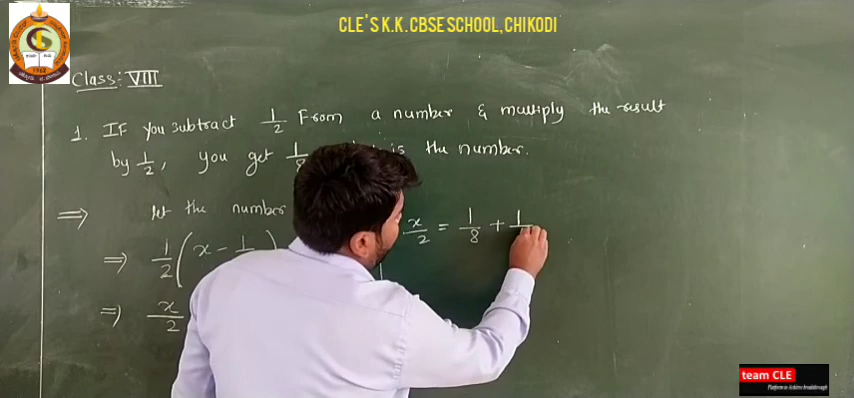 CLE'S K.K. CBSE SCHOOL, CHIKODI
Class: VIII
1. IF you subtract 1/2 From a number & multiply the result
by 1/2, you get 1/8 is the number.
⇒ let the number
⇒ 1/2 ( x - 1
x/2 = 1/8 + 1
⇒ x/2
team CLE